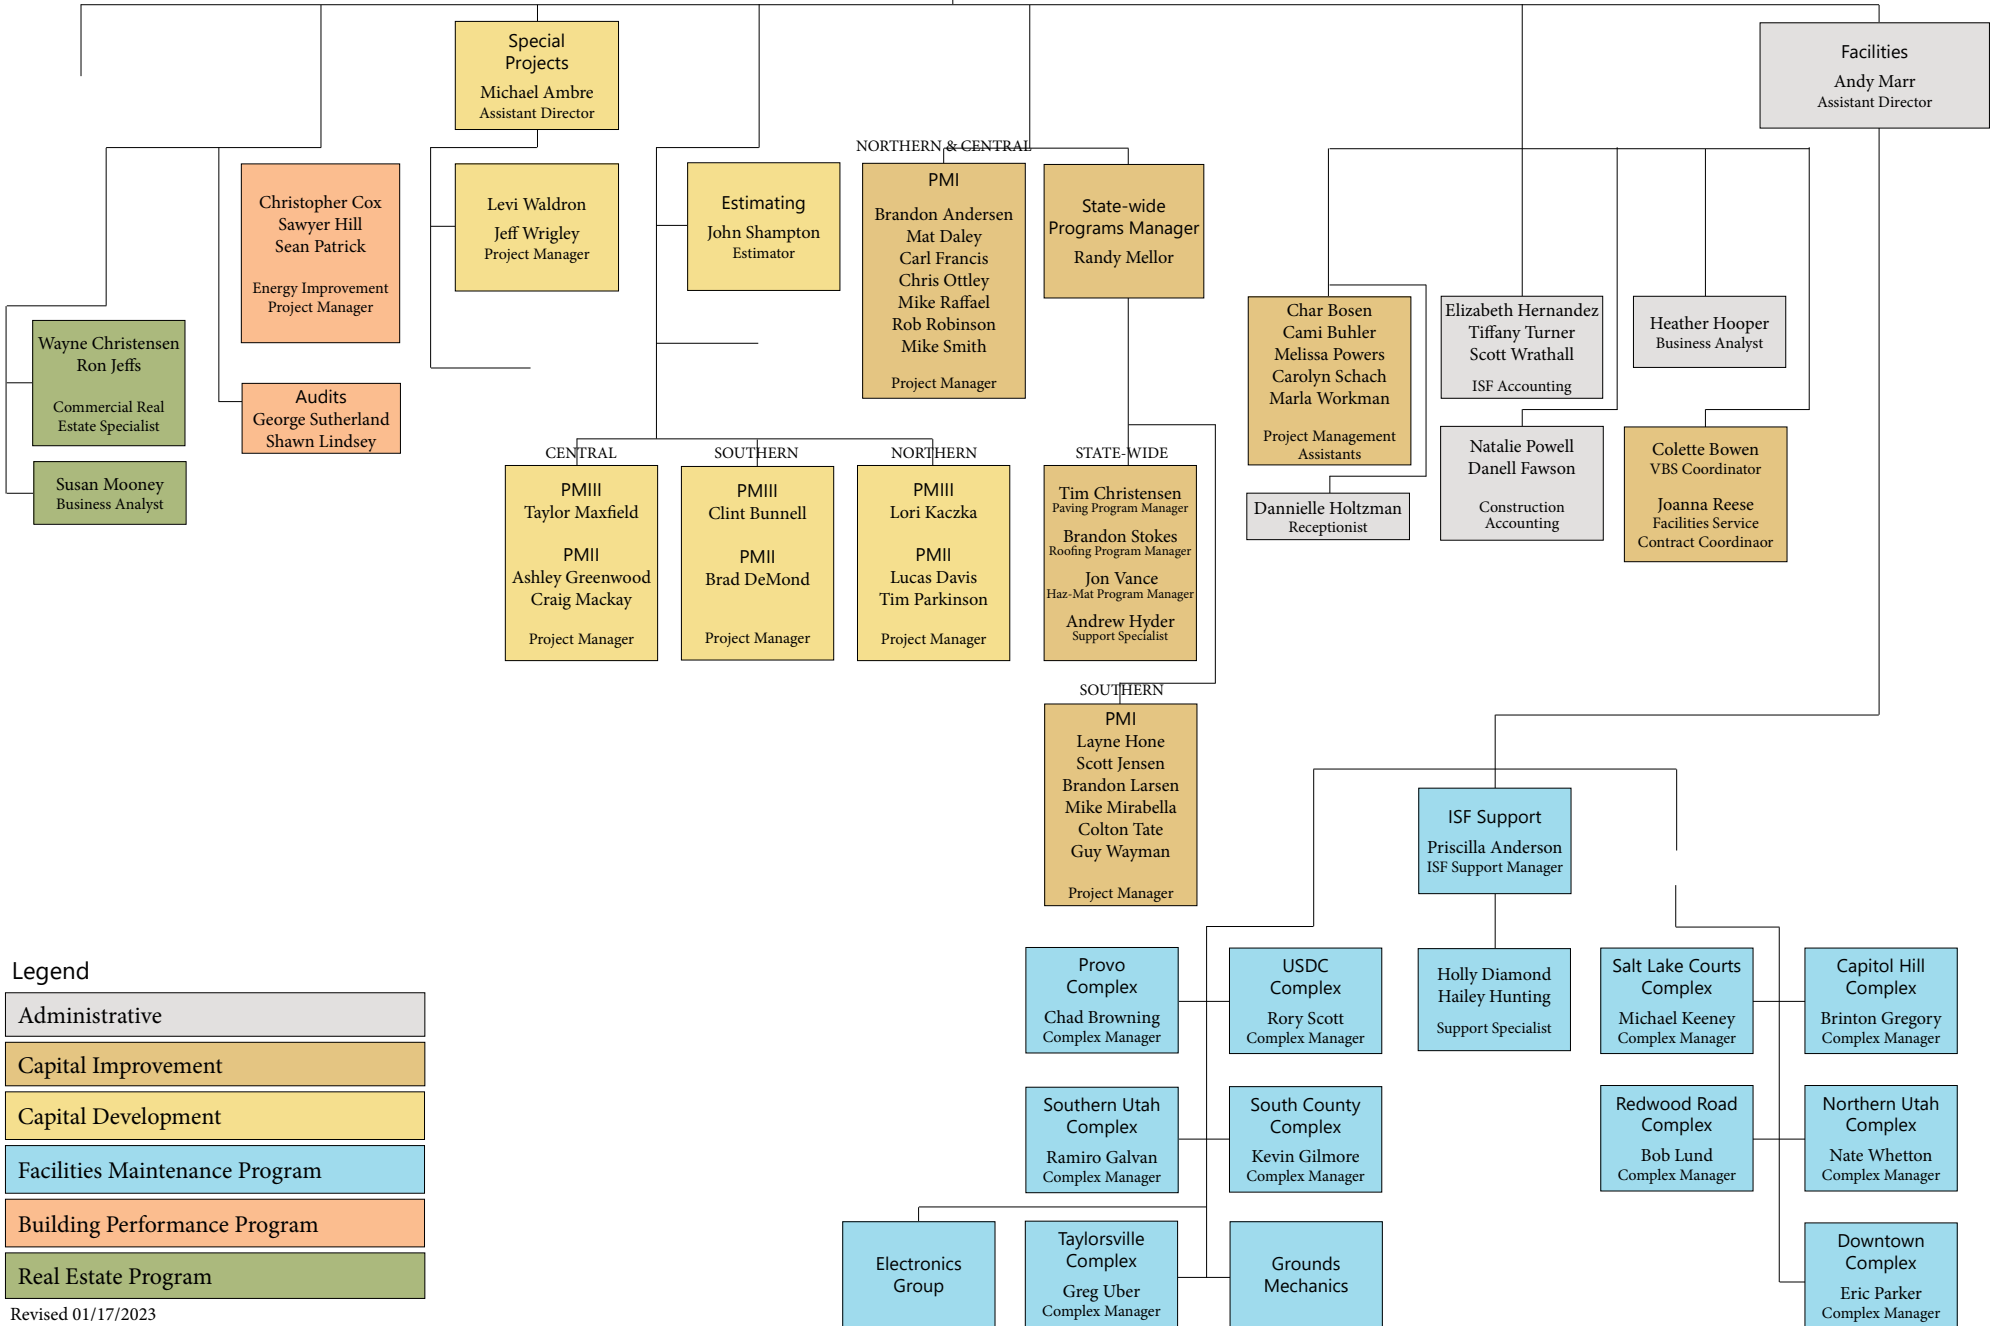 Special
Projects
Michael Ambre
Assistant Director
Facilities
Andy Marr
Assistant Director
Christopher Cox
Sawyer Hill
Sean Patrick
Energy Improvement
Project Manager
Audits
George Sutherland
Shawn Lindsey
Wayne Christensen
Ron Jeffs
Commercial Real
Estate Specialist
Susan Mooney
Business Analyst
Levi Waldron
Jeff Wrigley
Project Manager
Estimating
John Shampton
Estimator
NORTHERN & CENTRAL
PMI
Brandon Andersen
Mat Daley
Carl Francis
Chris Ottley
Mike Raffael
Rob Robinson
Mike Smith
Project Manager
State-wide
Programs Manager
Randy Mellor
Char Bosen
Cami Buhler
Melissa Powers
Carolyn Schach
Marla Workman
Project Management
Assistants
Dannielle Holtzman
Receptionist
Elizabeth Hernandez
Tiffany Turner
Scott Wrathall
ISF Accounting
Natalie Powell
Danell Fawson
Construction
Accounting
Heather Hooper
Business Analyst
Colette Bowen
VBS Coordinator
Joanna Reese
Facilities Service
Contract Coordinaor
CENTRAL
PMIII
Taylor Maxfield
PMII
Ashley Greenwood
Craig Mackay
Project Manager
SOUTHERN
PMIII
Clint Bunnell
PMII
Brad DeMond
Project Manager
NORTHERN
PMIII
Lori Kaczka
PMII
Lucas Davis
Tim Parkinson
Project Manager
STATE-WIDE
Tim Christensen
Paving Program Manager
Brandon Stokes
Roofing Program Manager
Jon Vance
Haz-Mat Program Manager
Andrew Hyder
Support Specialist
SOUTHERN
PMI
Layne Hone
Scott Jensen
Brandon Larsen
Mike Mirabella
Colton Tate
Guy Wayman
Project Manager
ISF Support
Priscilla Anderson
ISF Support Manager
Holly Diamond
Hailey Hunting
Support Specialist
Provo
Complex
Chad Browning
Complex Manager
USDC
Complex
Rory Scott
Complex Manager
Salt Lake Courts
Complex
Michael Keeney
Complex Manager
Capitol Hill
Complex
Brinton Gregory
Complex Manager
Southern Utah
Complex
Ramiro Galvan
Complex Manager
South County
Complex
Kevin Gilmore
Complex Manager
Redwood Road
Complex
Bob Lund
Complex Manager
Northern Utah
Complex
Nate Whetton
Complex Manager
Electronics
Group
Taylorsville
Complex
Greg Uber
Complex Manager
Grounds
Mechanics
Downtown
Complex
Eric Parker
Complex Manager
Legend
Administrative
Capital Improvement
Capital Development
Facilities Maintenance Program
Building Performance Program
Real Estate Program
Revised 01/17/2023